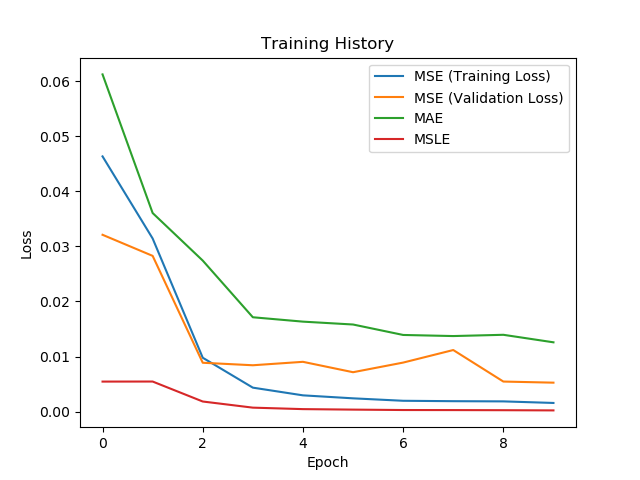 Training History
MSE (Training Loss)
MSE (Validation Loss)
MAE
MSLE
0.06
0.05
0.04
0.03
0.02
0.01
0.00
Loss
0 2 4 6 8
Epoch